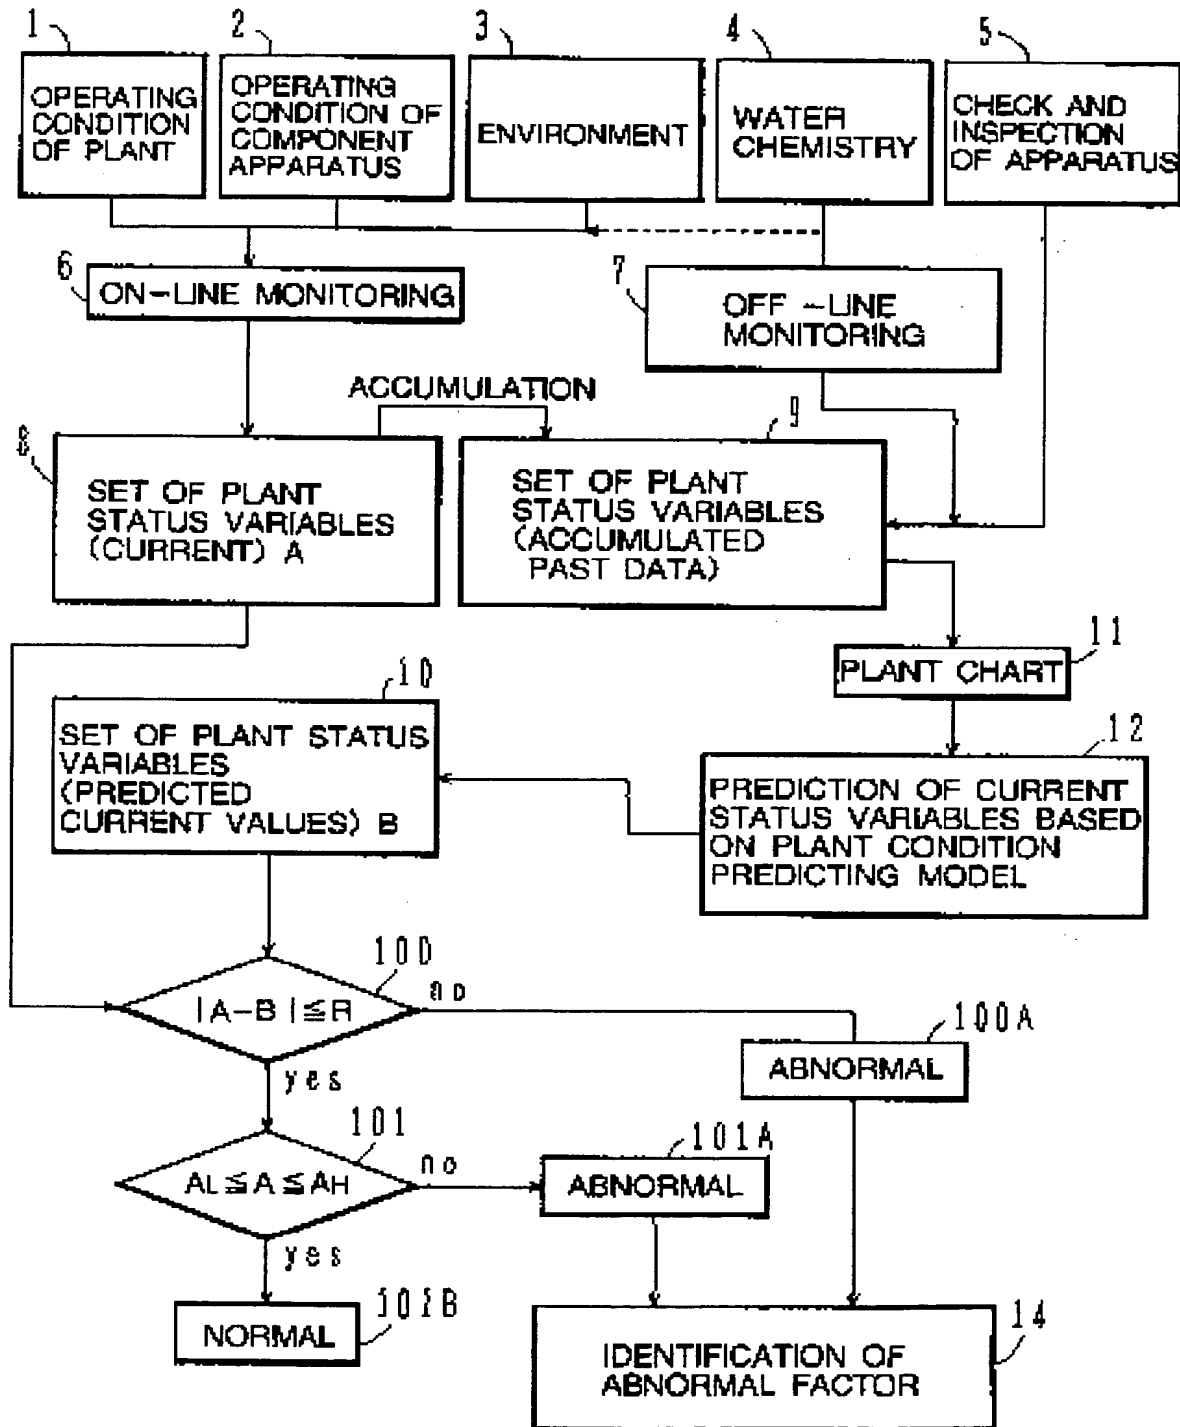 1
OPERATING
CONDITION
OF PLANT
2
OPERATING
CONDITION OF
COMPONENT
APPARATUS
3
ENVIRONMENT
4
WATER
CHEMISTRY
5
CHECK AND
INSPECTION
OF APPARATUS
6
ON-LINE MONITORING
7
OFF-LINE
MONITORING
ACCUMULATION
8
SET OF PLANT
STATUS VARIABLES
(CURRENT) A
9
SET OF PLANT
STATUS VARIABLES
(ACCUMULATED
PAST DATA)
11
PLANT CHART
10
SET OF PLANT STATUS
VARIABLES
(PREDICTED
CURRENT VALUES) B
12
PREDICTION OF CURRENT
STATUS VARIABLES BASED
ON PLANT CONDITION
PREDICTING MODEL
100
|A-B|≦R
no
yes
100A
ABNORMAL
101
AL≦A≦AH
no
yes
101A
ABNORMAL
101B
NORMAL
14
IDENTIFICATION OF
ABNORMAL FACTOR